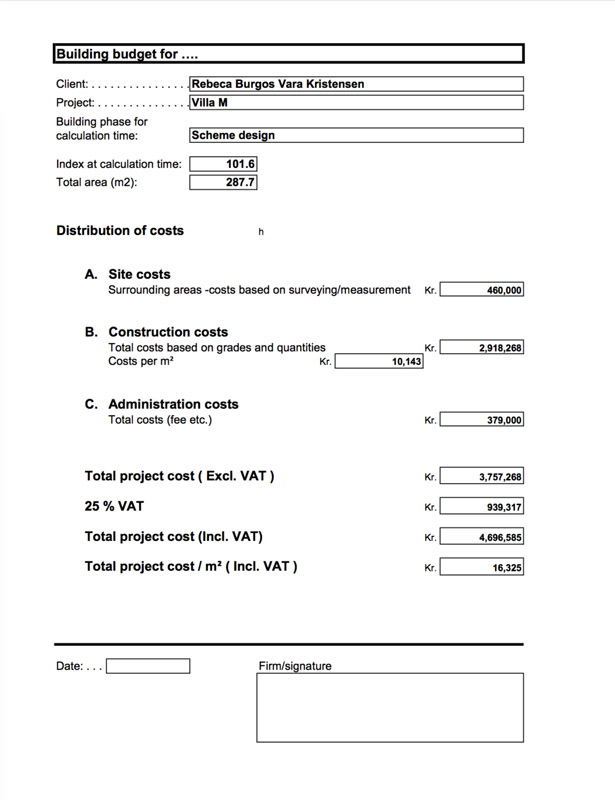 Building budget for ....
Client: . . . . . . . . . . . . . . . . Rebeca Burgos Vara Kristensen
Project: . . . . . . . . . . . . . . . Villa M
Building phase for
calculation time: Scheme design
Index at calculation time: 101.6
Total area (m2): 287.7
Distribution of costs h
A. Site costs
Surrounding areas -costs based on surveying/measurement Kr. 460,000
B. Construction costs
Total costs based on grades and quantities Kr. 2,918,268
Costs per m² Kr. 10,143
C. Administration costs
Total costs (fee etc.) Kr. 379,000
Total project cost ( Excl. VAT ) Kr. 3,757,268
25 % VAT Kr. 939,317
Total project cost (Incl. VAT) Kr. 4,696,585
Total project cost / m² ( Incl. VAT ) Kr. 16,325
Date: . . . Firm/signature